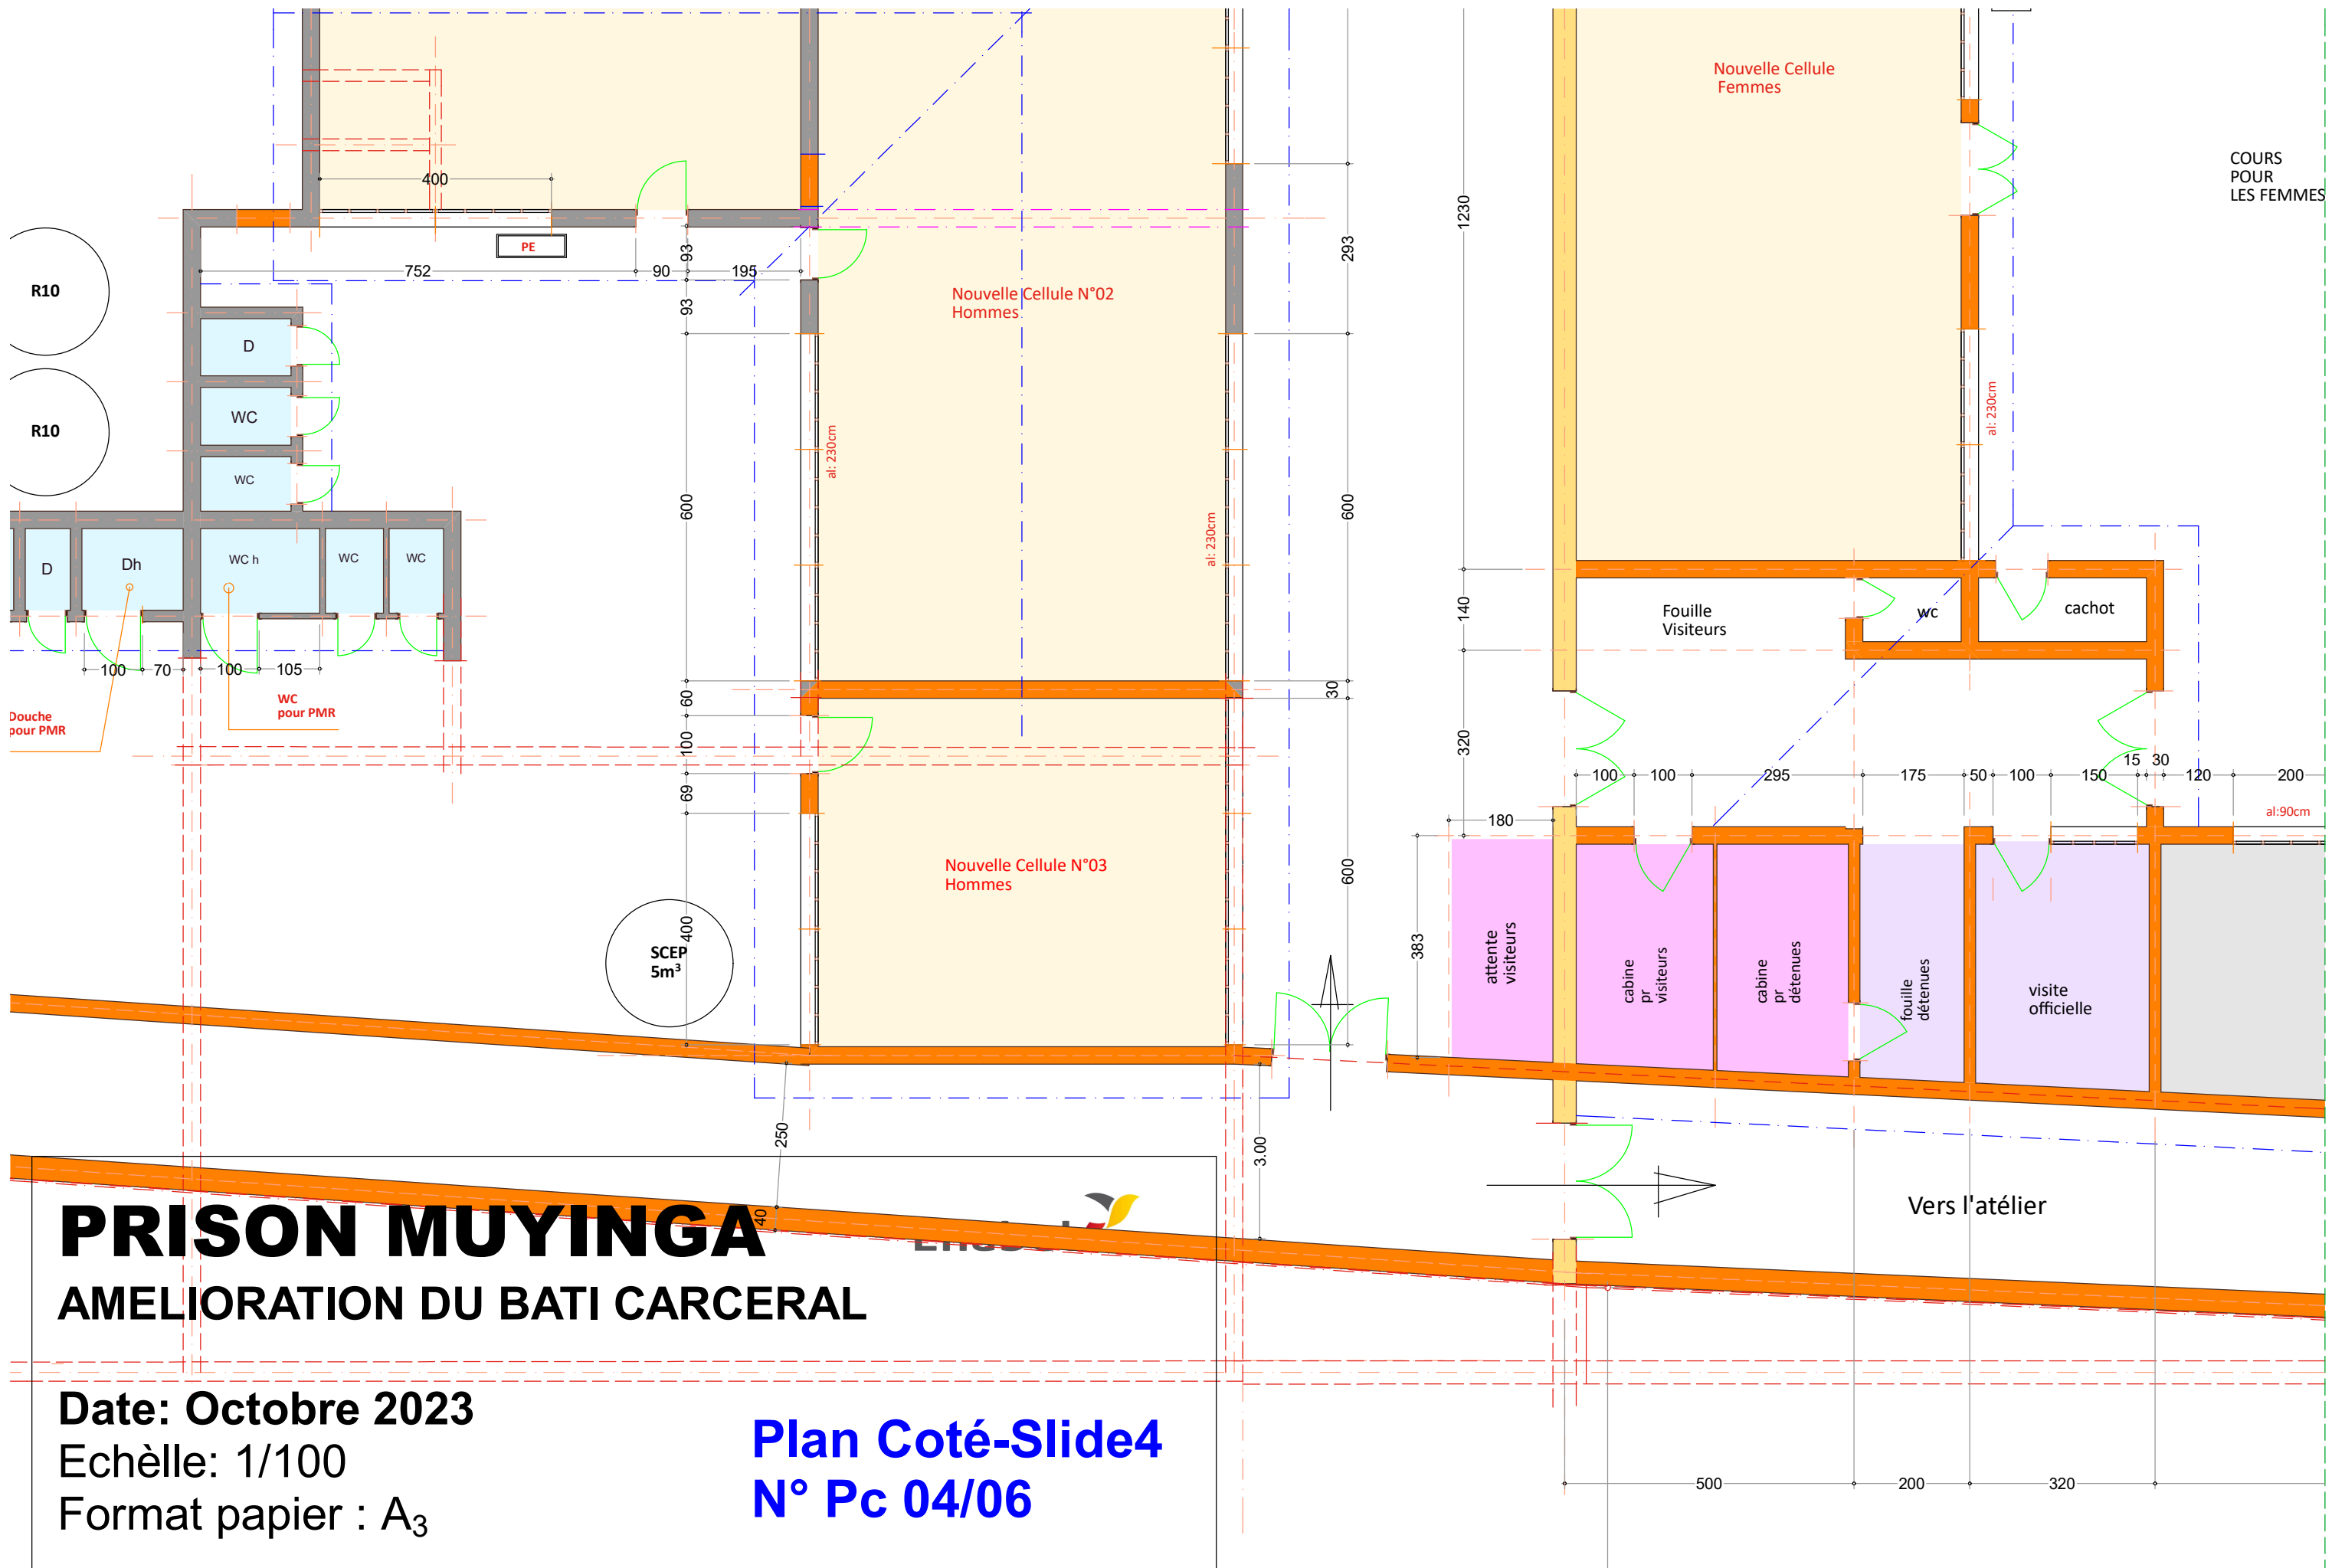 Nouvelle Cellule
Femmes
COURS
POUR
LES FEMMES
400
1230
293
93
752
90
195
PE
R10
93
Nouvelle Cellule N°02
Hommes
D
WC
R10
WC
al: 230cm
al: 230cm
al: 230cm
600
600
D
Dh
WC h
WC
WC
140
Fouille
Visiteurs
wc
cachot
100
70
100
105
WC
pour PMR
Douche
pour PMR
60
30
100
320
69
100
100
295
175
50
100
150
15
30
120
200
al:90cm
180
Nouvelle Cellule N°03
Hommes
600
383
400
SCEP
5m³
attente
visiteurs
cabine
pr
visiteurs
cabine
pr
détenues
fouille
détenues
visite
officielle
250
3.00
40
Vers l'atélier
PRISON MUYINGA
AMELIORATION DU BATI CARCERAL
Date: Octobre 2023
Echèlle: 1/100
Format papier : A₃
Plan Coté-Slide4
N° Pc 04/06
500
200
320